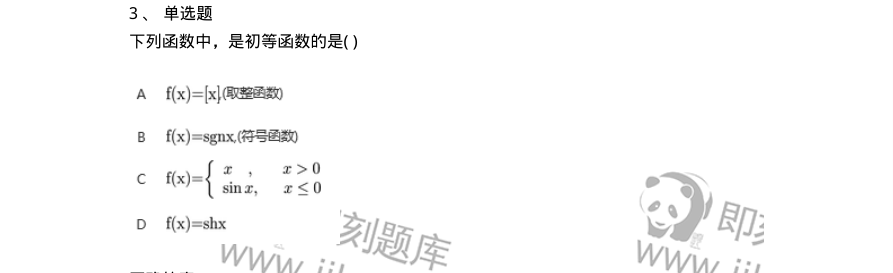 3 、 单选题
下列函数中，是初等函数的是( )
A f(x)=[x],(取整函数)
B f(x)=sgnx,(符号函数)
C f(x)={ x , x > 0
sin x, x ≤ 0
D f(x)=shx
刻题库
即刻